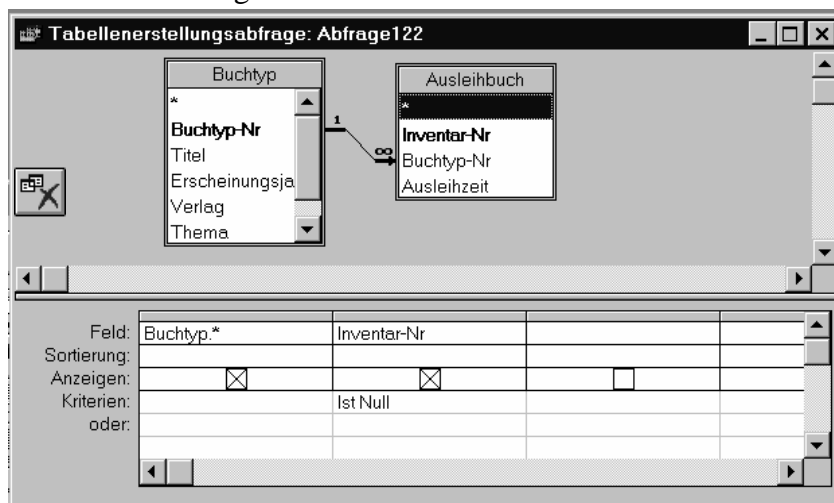 Tabellenerstellungsabfrage: Abfrage122
Buchtyp
*
Buchtyp-Nr
Titel
Erscheinungsja
Verlag
Thema
1
∞
Ausleihbuch
*
Inventar-Nr
Buchtyp-Nr
Ausleihzeit
Feld: Buchtyp.* Inventar-Nr
Sortierung:
Anzeigen:
Kriterien: Ist Null
oder: